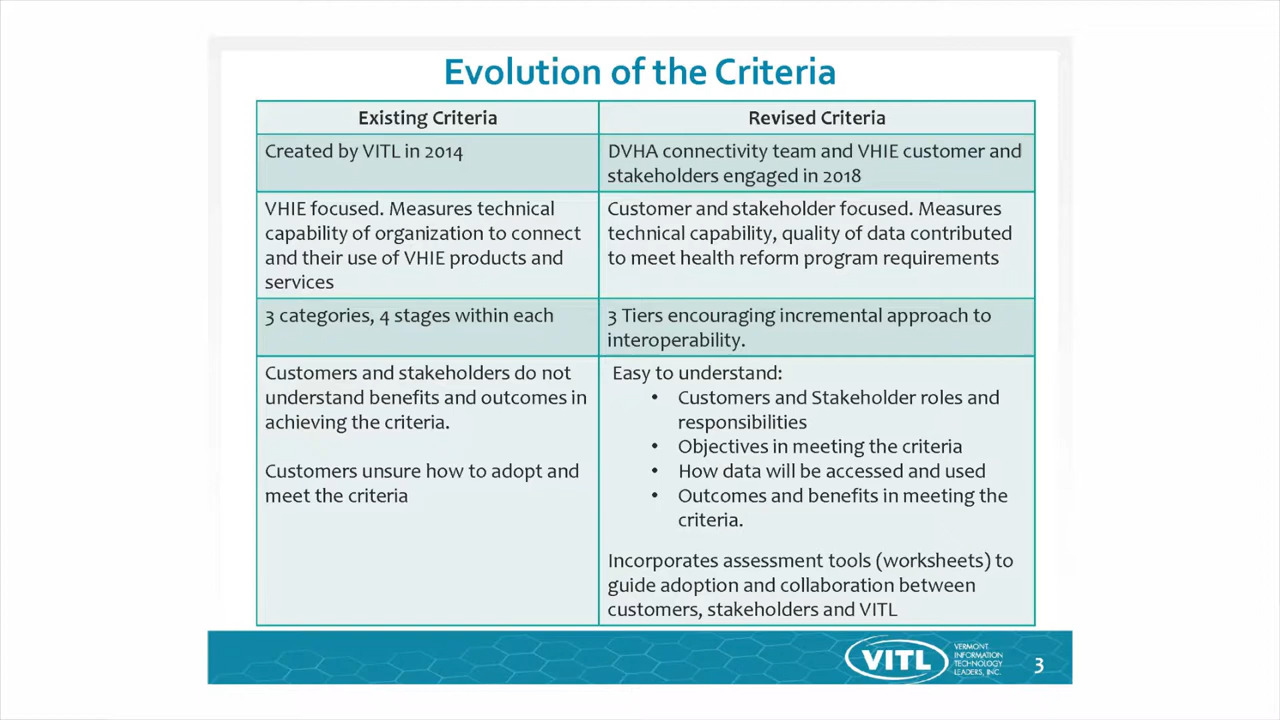 Evolution of the Criteria
Existing Criteria
Revised Criteria
Created by VITL in 2014
DVHA connectivity team and VHIE customer and
stakeholders engaged in 2018
VHIE focused. Measures technical
capability of organization to connect
and their use of VHIE products and
services
Customer and stakeholder focused. Measures
technical capability, quality of data contributed
to meet health reform program requirements
3 categories, 4 stages within each
3 Tiers encouraging incremental approach to
interoperability.
Customers and stakeholders do not
understand benefits and outcomes in
achieving the criteria.
Customers unsure how to adopt and
meet the criteria
Easy to understand:
• Customers and Stakeholder roles and
responsibilities
• Objectives in meeting the criteria
• How data will be accessed and used
• Outcomes and benefits in meeting the
criteria.
Incorporates assessment tools (worksheets) to
guide adoption and collaboration between
customers, stakeholders and VITL
VITL
VERMONT
INFORMATION
TECHNOLOGY
LEADERS, INC.
3